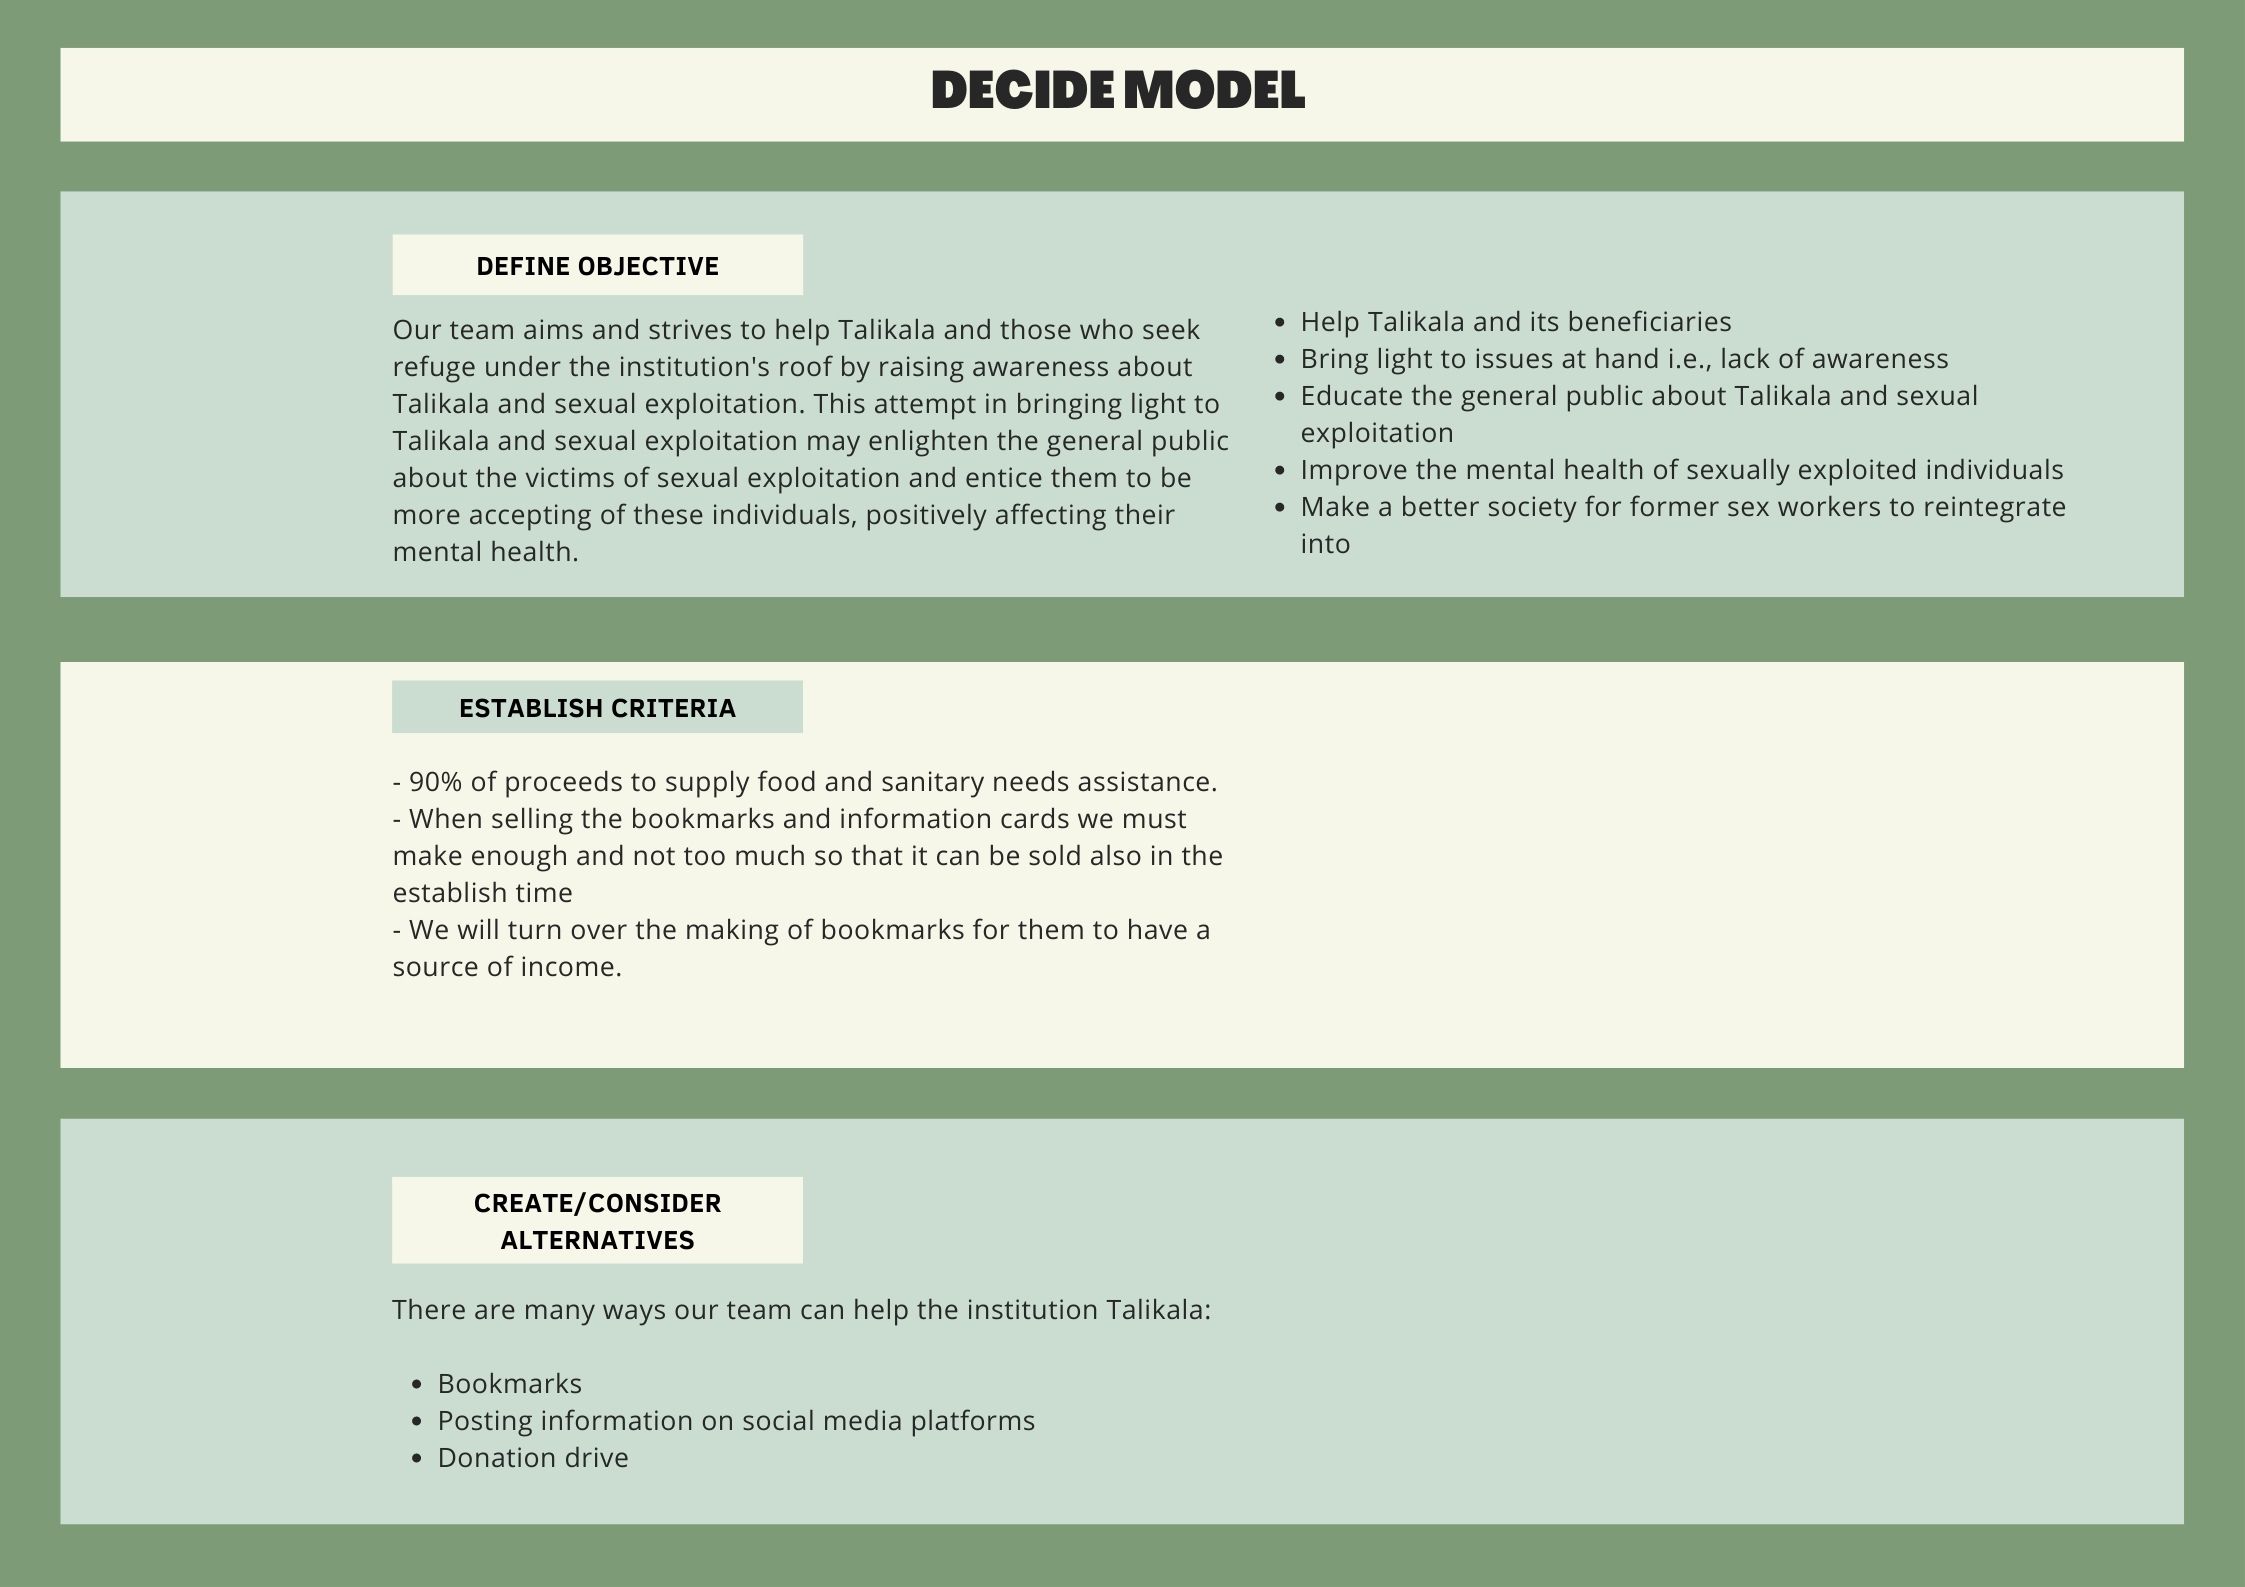 DECIDE MODEL
DEFINE OBJECTIVE
Our team aims and strives to help Talikala and those who seek
refuge under the institution's roof by raising awareness about
Talikala and sexual exploitation. This attempt in bringing light to
Talikala and sexual exploitation may enlighten the general public
about the victims of sexual exploitation and entice them to be
more accepting of these individuals, positively affecting their
mental health.
• Help Talikala and its beneficiaries
• Bring light to issues at hand i.e., lack of awareness
• Educate the general public about Talikala and sexual
exploitation
• Improve the mental health of sexually exploited individuals
• Make a better society for former sex workers to reintegrate
into
ESTABLISH CRITERIA
- 90% of proceeds to supply food and sanitary needs assistance.
- When selling the bookmarks and information cards we must
make enough and not too much so that it can be sold also in the
establish time
- We will turn over the making of bookmarks for them to have a
source of income.
CREATE/CONSIDER
ALTERNATIVES
There are many ways our team can help the institution Talikala:
• Bookmarks
• Posting information on social media platforms
• Donation drive